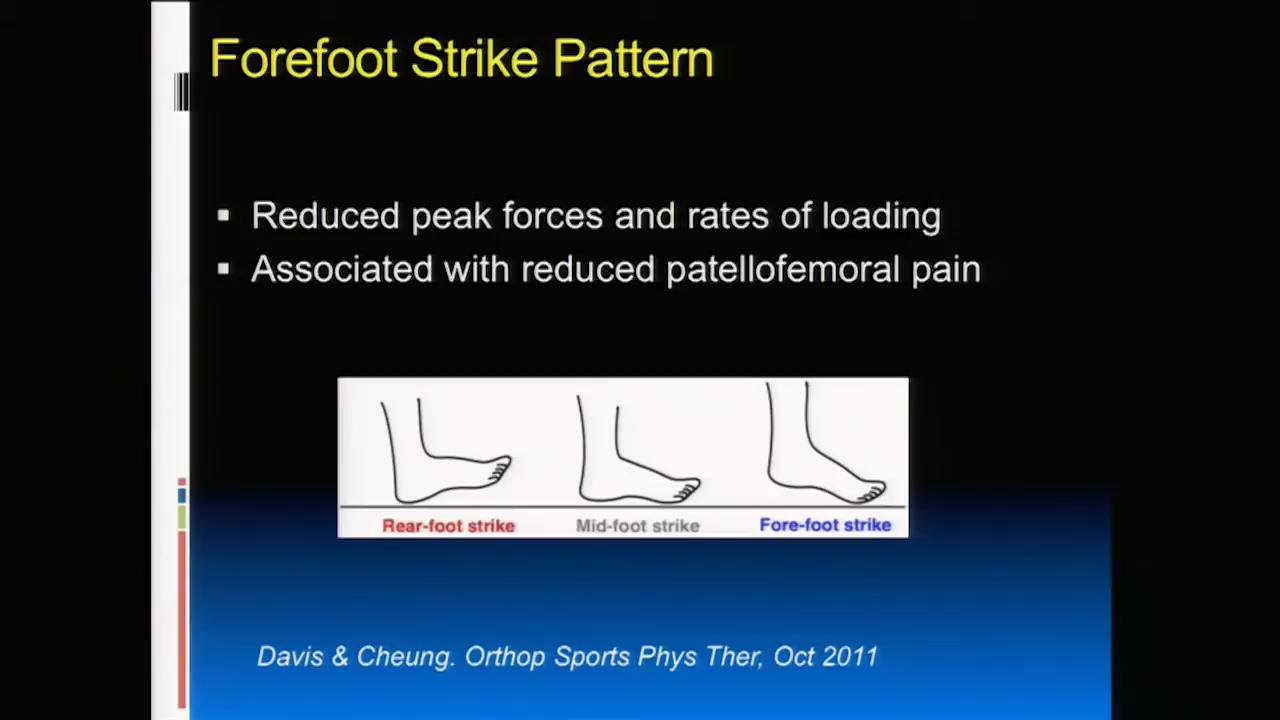 Forefoot Strike Pattern
▪ Reduced peak forces and rates of loading
▪ Associated with reduced patellofemoral pain
Rear-foot strike
Mid-foot strike
Fore-foot strike
Davis & Cheung. Orthop Sports Phys Ther, Oct 2011